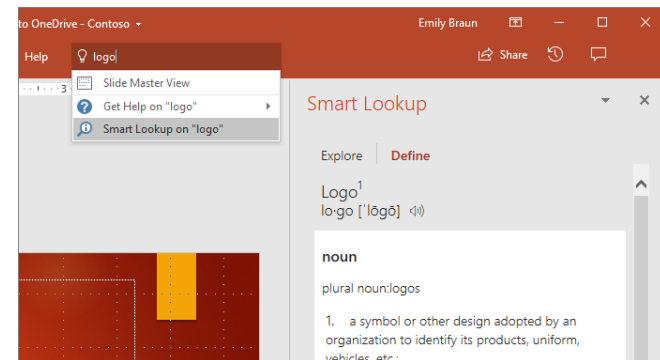 to OneDrive - Contoso
Emily Braun
Help
logo
Share
Slide Master View
Get Help on "logo"
Smart Lookup on "logo"
3
Smart Lookup
Explore
Define
Logo1
lo·go ['lōgō]
noun
plural noun:logos
1. a symbol or other design adopted by an
organization to identify its products, uniform,
vehicles, etc.: